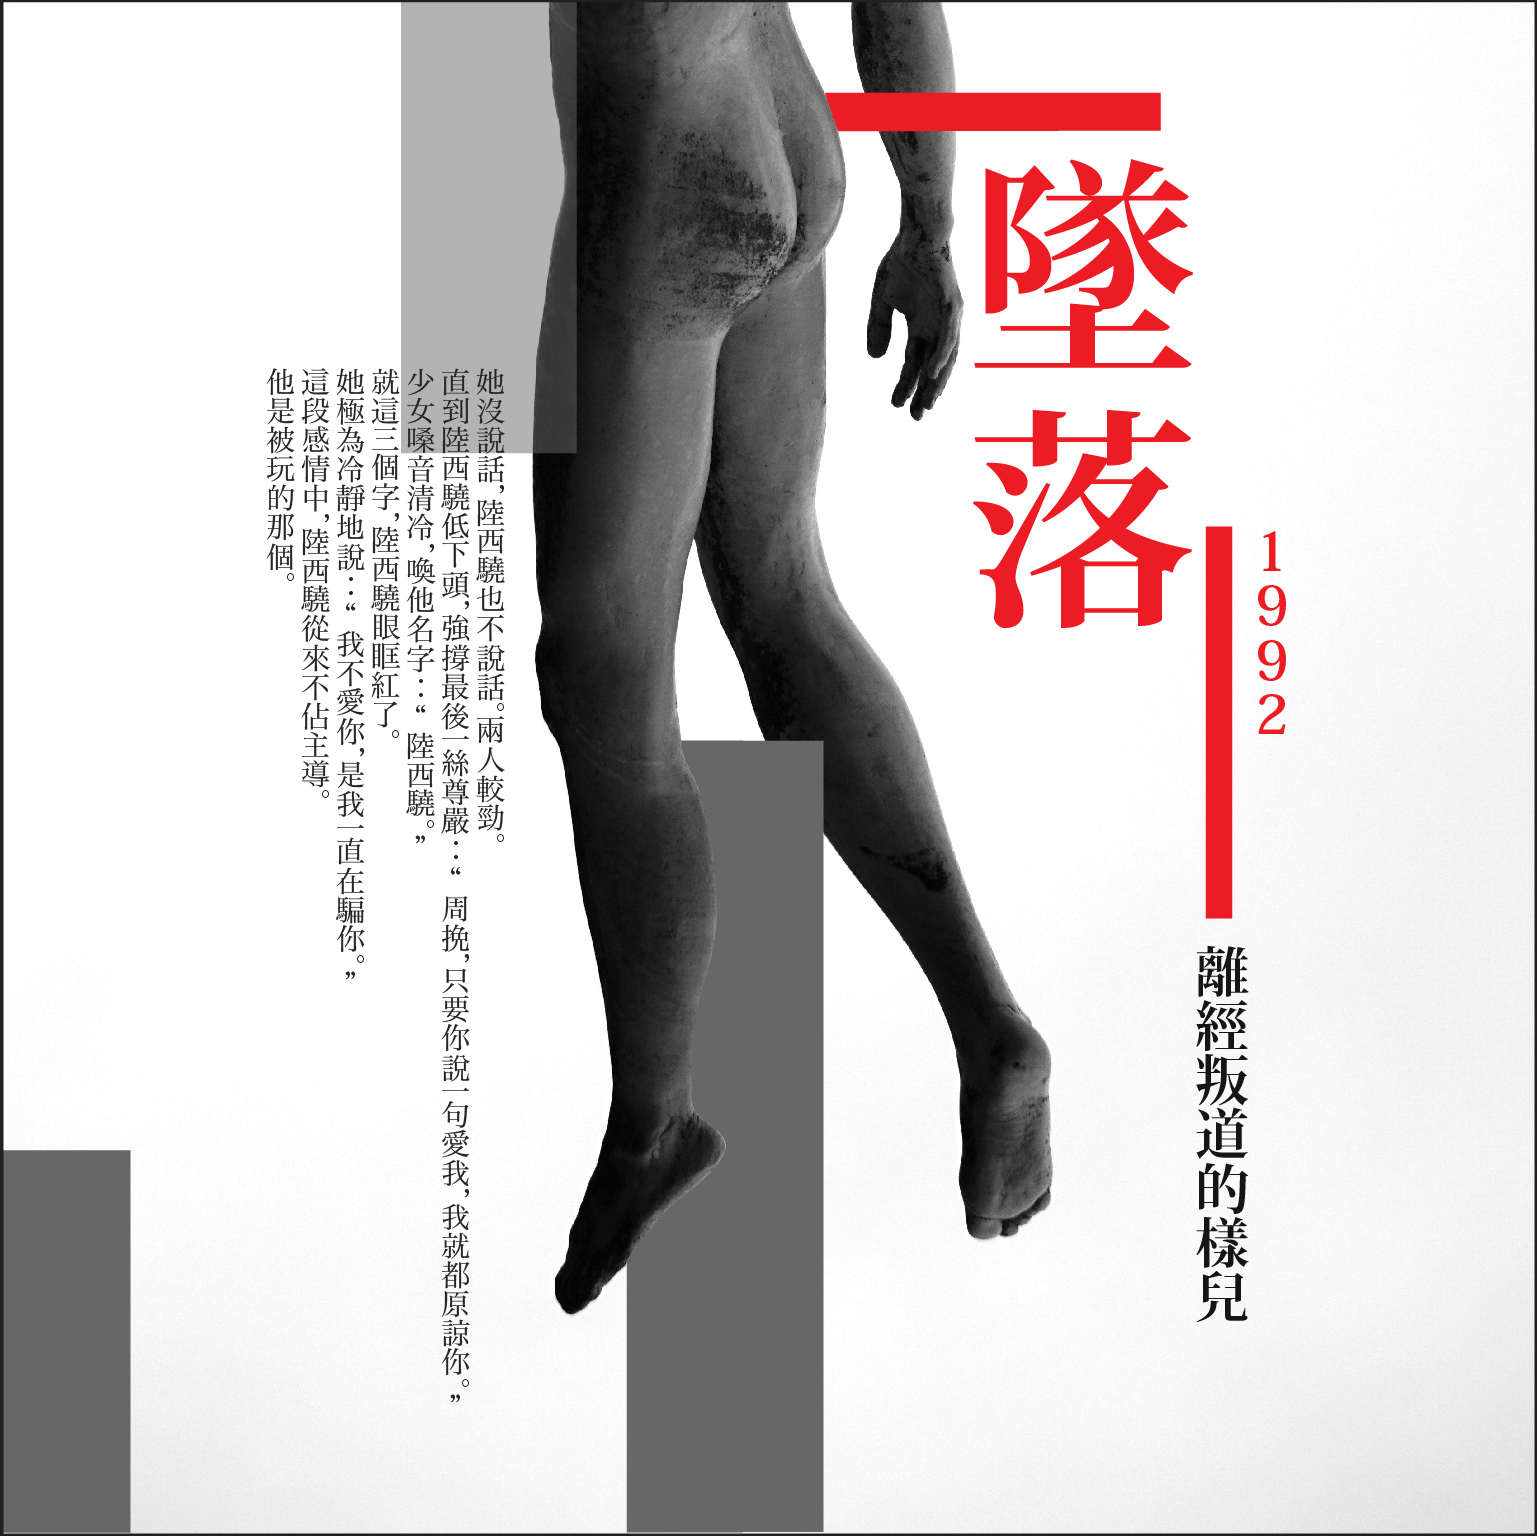 墜落
1992
離經叛道的樣兒
她沒說話，陸西驍也不說話。兩人較勁。
直到陸西驍低下頭，強撐最後一絲尊嚴：“周挽，只要你說一句愛我，我就都原諒你。”
少女嗓音清冷，喚他名字：“陸西驍。”
就這三個字，陸西驍眼眶紅了。
她極為冷靜地說：“我不愛你，是我一直在騙你。”
這段感情中，陸西驍從來不佔主導。
他是被玩的那個。